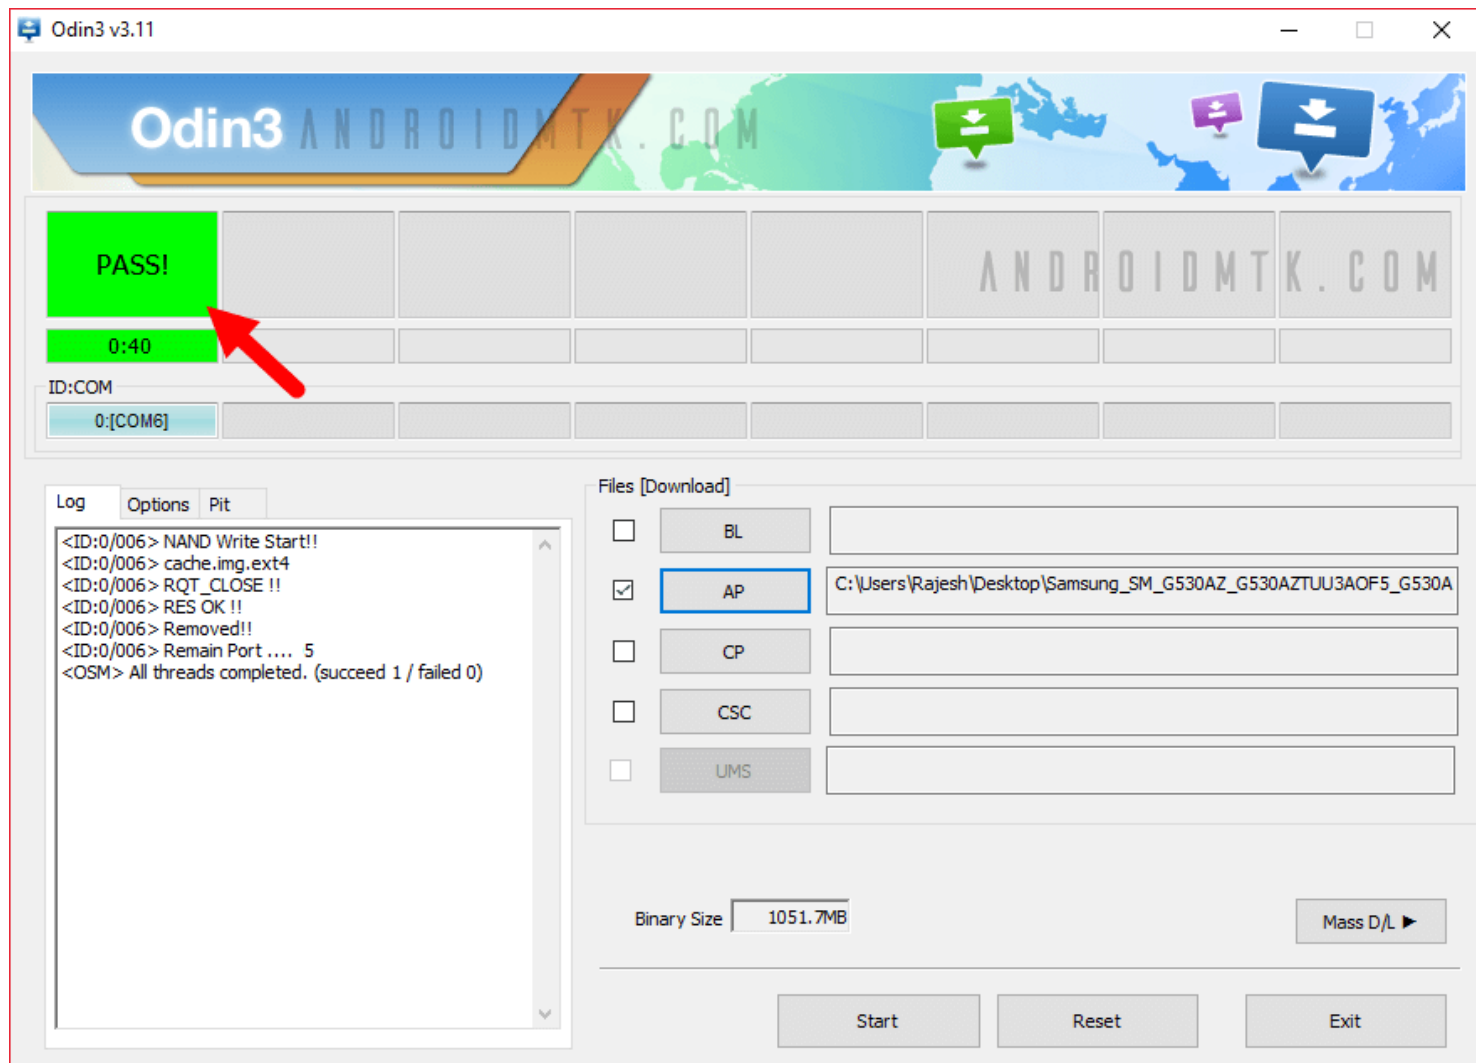 Odin3 v3.11
Odin3 ANDROIDMTK.COM
PASS!
ANDROIDMTK.COM
0:40
ID:COM
0:[COM6]
Log
Options
Pit
<ID:0/006> NAND Write Start!!
<ID:0/006> cache.img.ext4
<ID:0/006> RQT_CLOSE !!
<ID:0/006> RES OK !!
<ID:0/006> Removed!!
<ID:0/006> Remain Port .... 5
<OSM> All threads completed. (succeed 1 / failed 0)
Files [Download]
BL
AP C:\Users\Rajesh\Desktop\Samsung_SM_G530AZ_G530AZTUU3AOF5_G530A
CP
CSC
UMS
Binary Size 1051.7MB
Mass D/L ►
Start
Reset
Exit